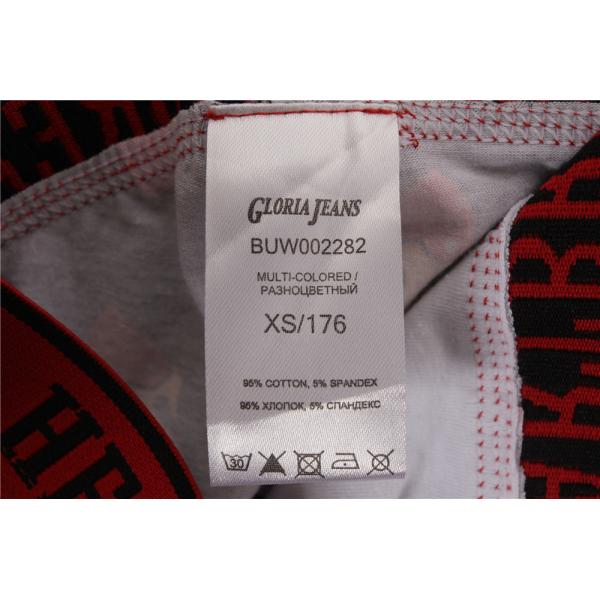 GLORIA JEANS
BUW002282
MULTI-COLORED /
РАЗНОЦВЕТНЫЙ
XS/176
95% COTTON, 5% SPANDEX
95% ХЛОПОК, 5% СПАНДЕКС
30